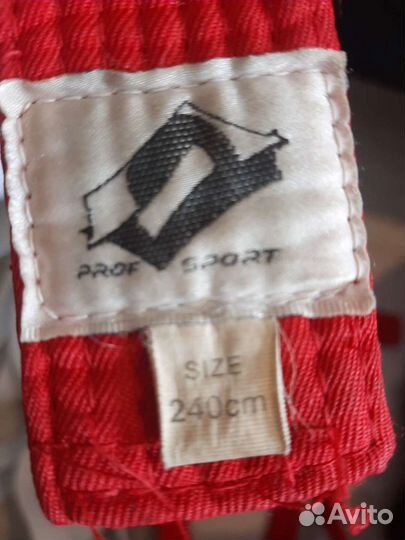 PROF SPORT
SIZE
240cm
Avito